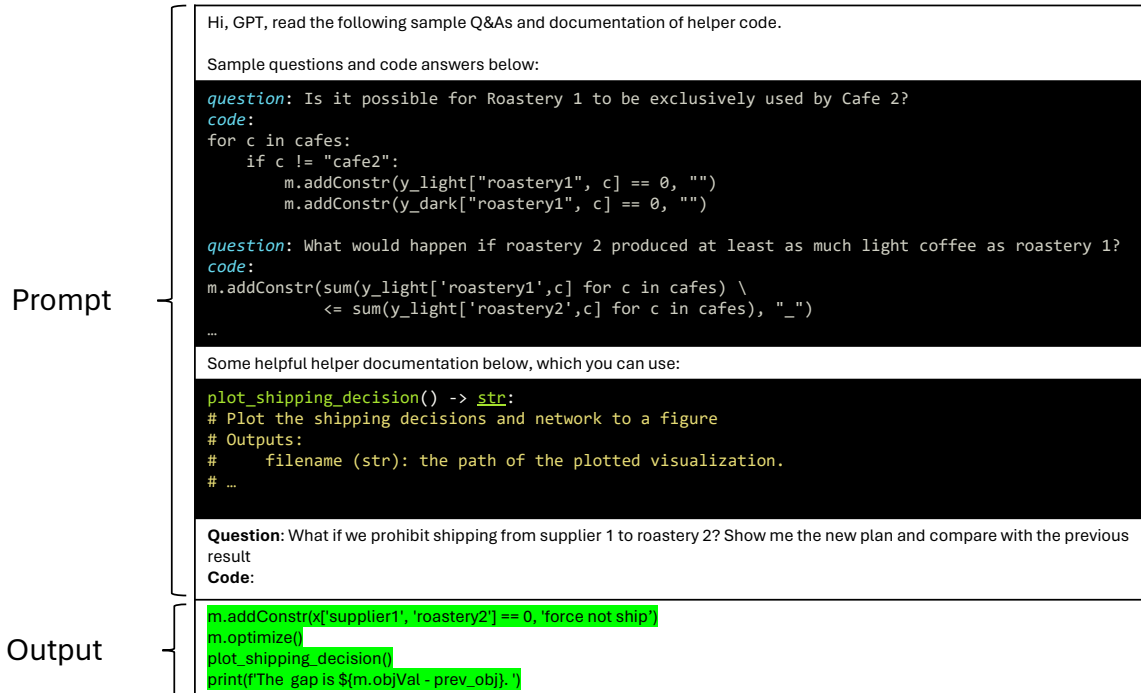 Hi, GPT, read the following sample Q&As and documentation of helper code.
Sample questions and code answers below:
question: Is it possible for Roastery 1 to be exclusively used by Cafe 2?
code:
for c in cafes:
    if c != "cafe2":
        m.addConstr(y_light["roastery1", c] == 0, "")
        m.addConstr(y_dark["roastery1", c] == 0, "")
question: What would happen if roastery 2 produced at least as much light coffee as roastery 1?
code:
m.addConstr(sum(y_light['roastery1',c] for c in cafes) \
            <= sum(y_light['roastery2',c] for c in cafes), "_")
…
Prompt
Some helpful helper documentation below, which you can use:
plot_shipping_decision() -> str:
# Plot the shipping decisions and network to a figure
# Outputs:
#     filename (str): the path of the plotted visualization.
# …
Question: What if we prohibit shipping from supplier 1 to roastery 2? Show me the new plan and compare with the previous
result
Code:
Output
m.addConstr(x['supplier1', 'roastery2'] == 0, 'force not ship')
m.optimize()
plot_shipping_decision()
print(f'The gap is ${m.objVal - prev_obj}. ')